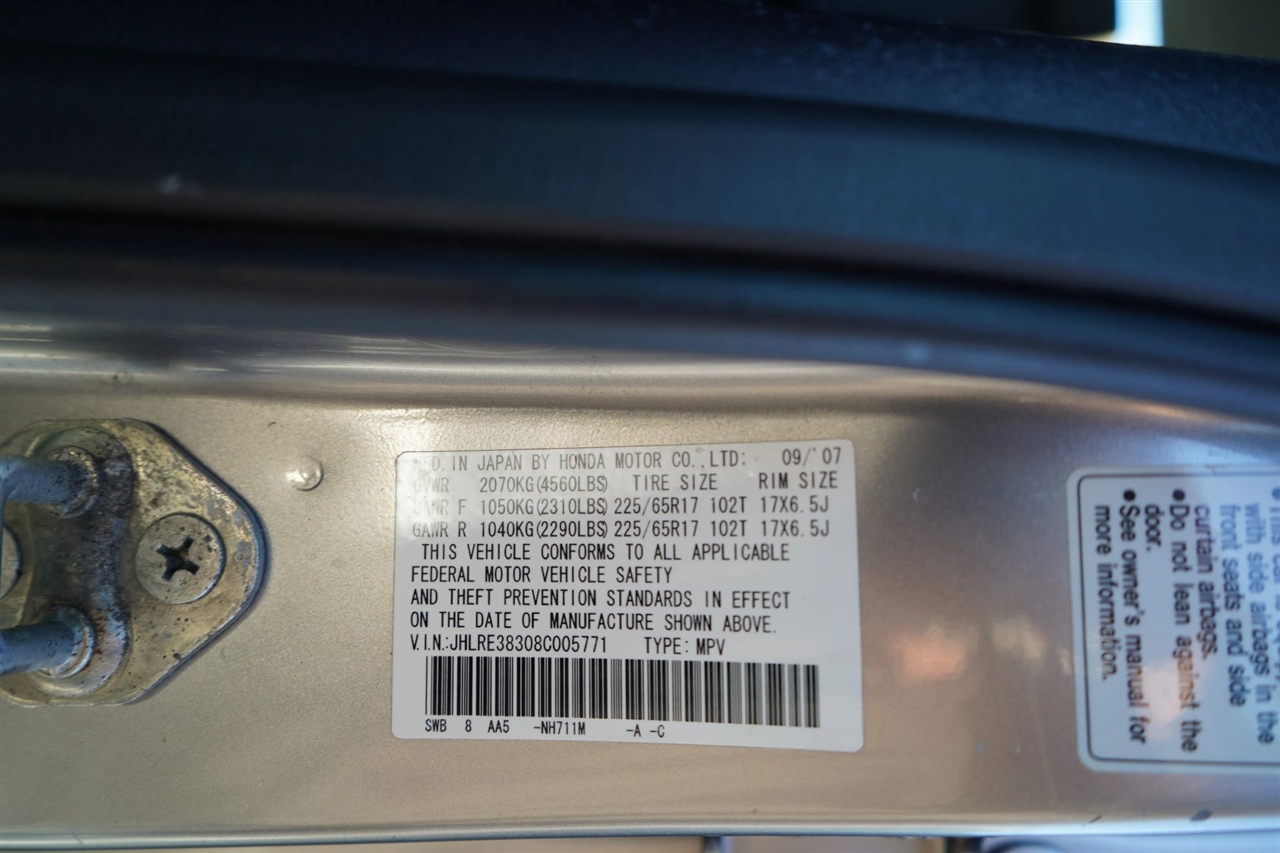 IN JAPAN BY HONDA MOTOR CO.,LTD: 09/'07
GVWR 2070KG(4560LBS) TIRE SIZE RIM SIZE
GAWR F 1050KG(2310LBS) 225/65R17 102T 17X6.5J
GAWR R 1040KG(2290LBS) 225/65R17 102T 17X6.5J
THIS VEHICLE CONFORMS TO ALL APPLICABLE
FEDERAL MOTOR VEHICLE SAFETY
AND THEFT PREVENTION STANDARDS IN EFFECT
ON THE DATE OF MANUFACTURE SHOWN ABOVE.
V.I.N.:JHLRE38308C005771 TYPE: MPV
SWB 8 AA5 -NH711M -A -C
with side airbags in the
front seats and side
curtain airbags.
•Do not lean against the
door.
•See owner's manual for
more information.